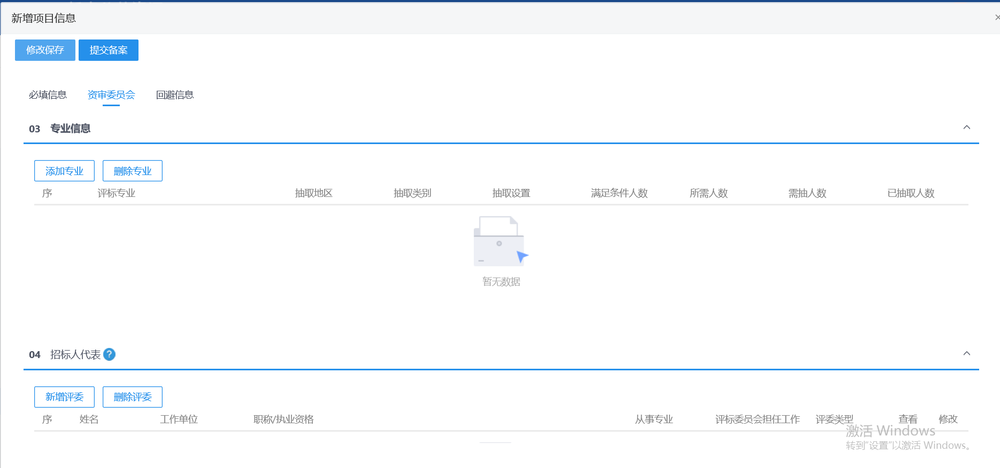 新增项目信息
修改保存 提交备案
必填信息 资审委员会 回避信息
03 专业信息
添加专业 删除专业
序 评标专业 抽取地区 抽取类别 抽取设置 满足条件人数 所需人数 需抽人数 已抽取人数
暂无数据
04 招标人代表 ?
新增评委 删除评委
序 姓名 工作单位 职称/执业资格 从事专业 评标委员会担任工作 评委类型 查看 修改
激活 Windows
转到“设置”以激活 Windows。